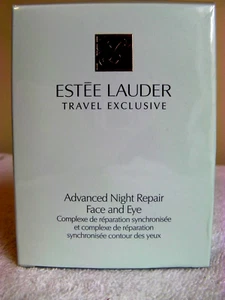 ESTĒE LAUDER
TRAVEL EXCLUSIVE
Advanced Night Repair
Face and Eye
Complexe de réparation synchronisée
et complexe de réparation
synchronisée contour des yeux